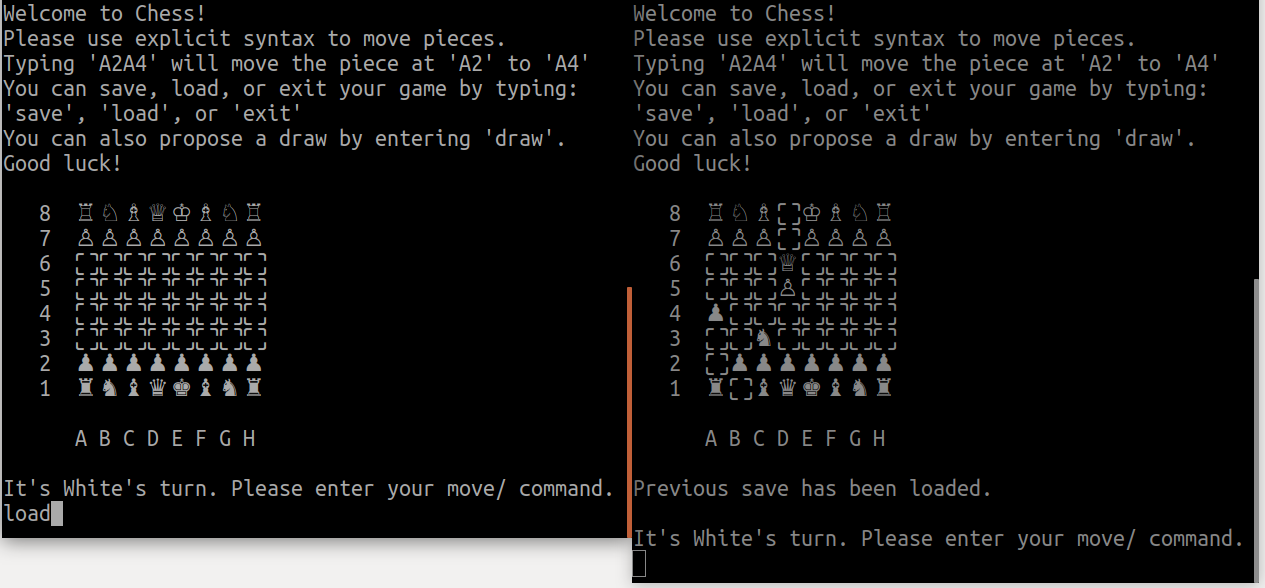 Welcome to Chess!
Please use explicit syntax to move pieces.
Typing 'A2A4' will move the piece at 'A2' to 'A4'
You can save, load, or exit your game by typing:
'save', 'load', or 'exit'
You can also propose a draw by entering 'draw'.
Good luck!
8 ♖♘♗♕♔♗♘♖
7 ♙♙♙♙♙♙♙♙
6
5
4
3
2 ♟♟♟♟♟♟♟♟
1 ♜♞♝♛♚♝♞♜
A B C D E F G H
It's White's turn. Please enter your move/ command.
load
Welcome to Chess!
Please use explicit syntax to move pieces.
Typing 'A2A4' will move the piece at 'A2' to 'A4'
You can save, load, or exit your game by typing:
'save', 'load', or 'exit'
You can also propose a draw by entering 'draw'.
Good luck!
8 ♖♘♗ ♔♗♘♖
7 ♙♙♙ ♙♙♙♙
6 ♕
5 ♙
4 ♟
3 ♞
2 ♟♟♟♟♟♟♟
1 ♜ ♝♛♚♝♞♜
A B C D E F G H
Previous save has been loaded.
It's White's turn. Please enter your move/ command.